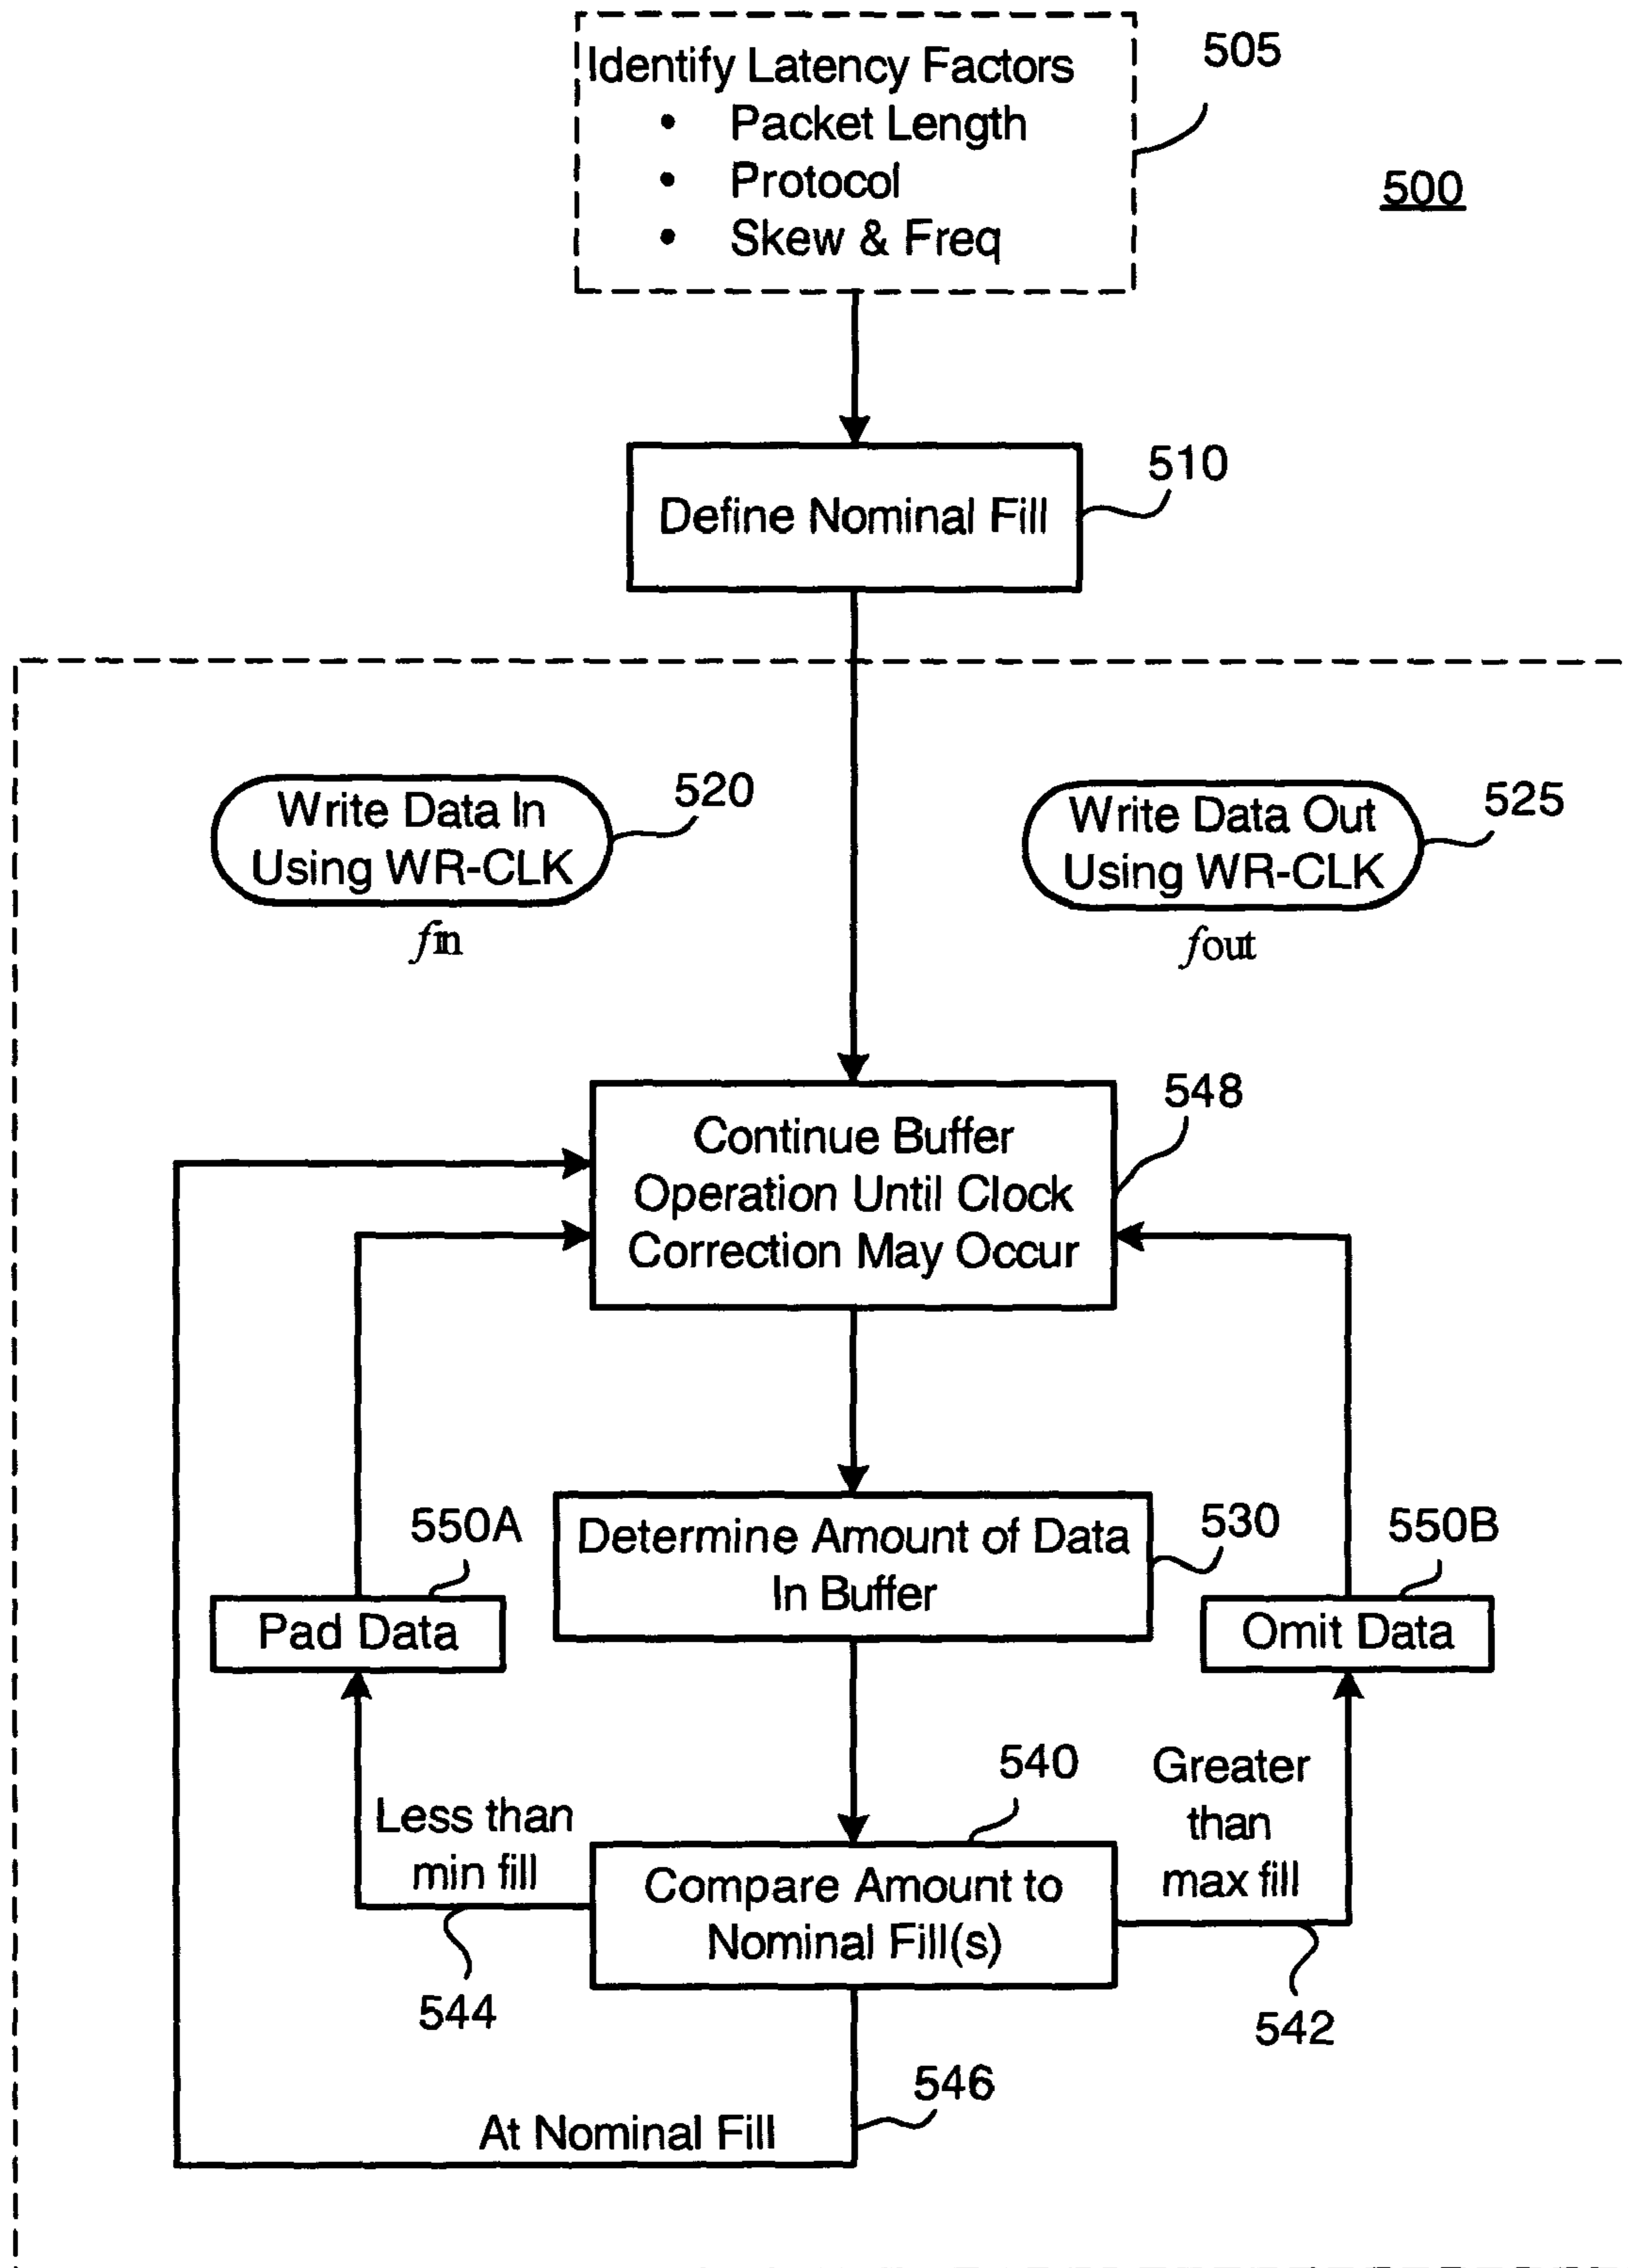 Identify Latency Factors
• Packet Length
• Protocol
• Skew & Freq
505
500
510
Define Nominal Fill
Write Data In
Using WR-CLK
520
fin
Write Data Out
Using WR-CLK
525
fout
548
Continue Buffer
Operation Until Clock
Correction May Occur
550A
Pad Data
Determine Amount of Data
In Buffer
530
550B
Omit Data
540
Less than
min fill
Greater
than
max fill
Compare Amount to
Nominal Fill(s)
544
542
546
At Nominal Fill